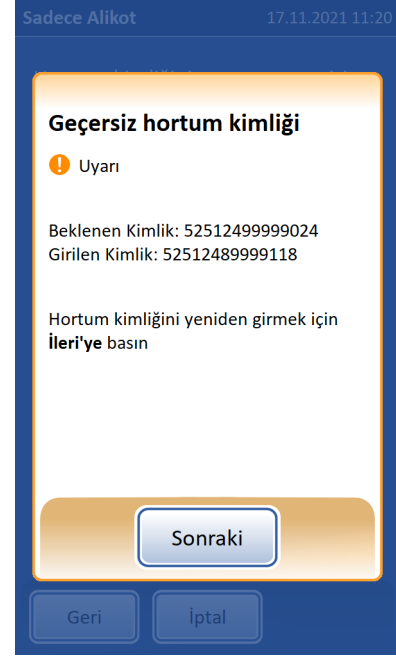 Sadece Alikot 17.11.2021 11:20
Geçersiz hortum kimliği
Uyarı
Beklenen Kimlik: 52512499999024
Girilen Kimlik: 52512489999118
Hortum kimliğini yeniden girmek için
İleri'ye basın
Sonraki
Geri İptal